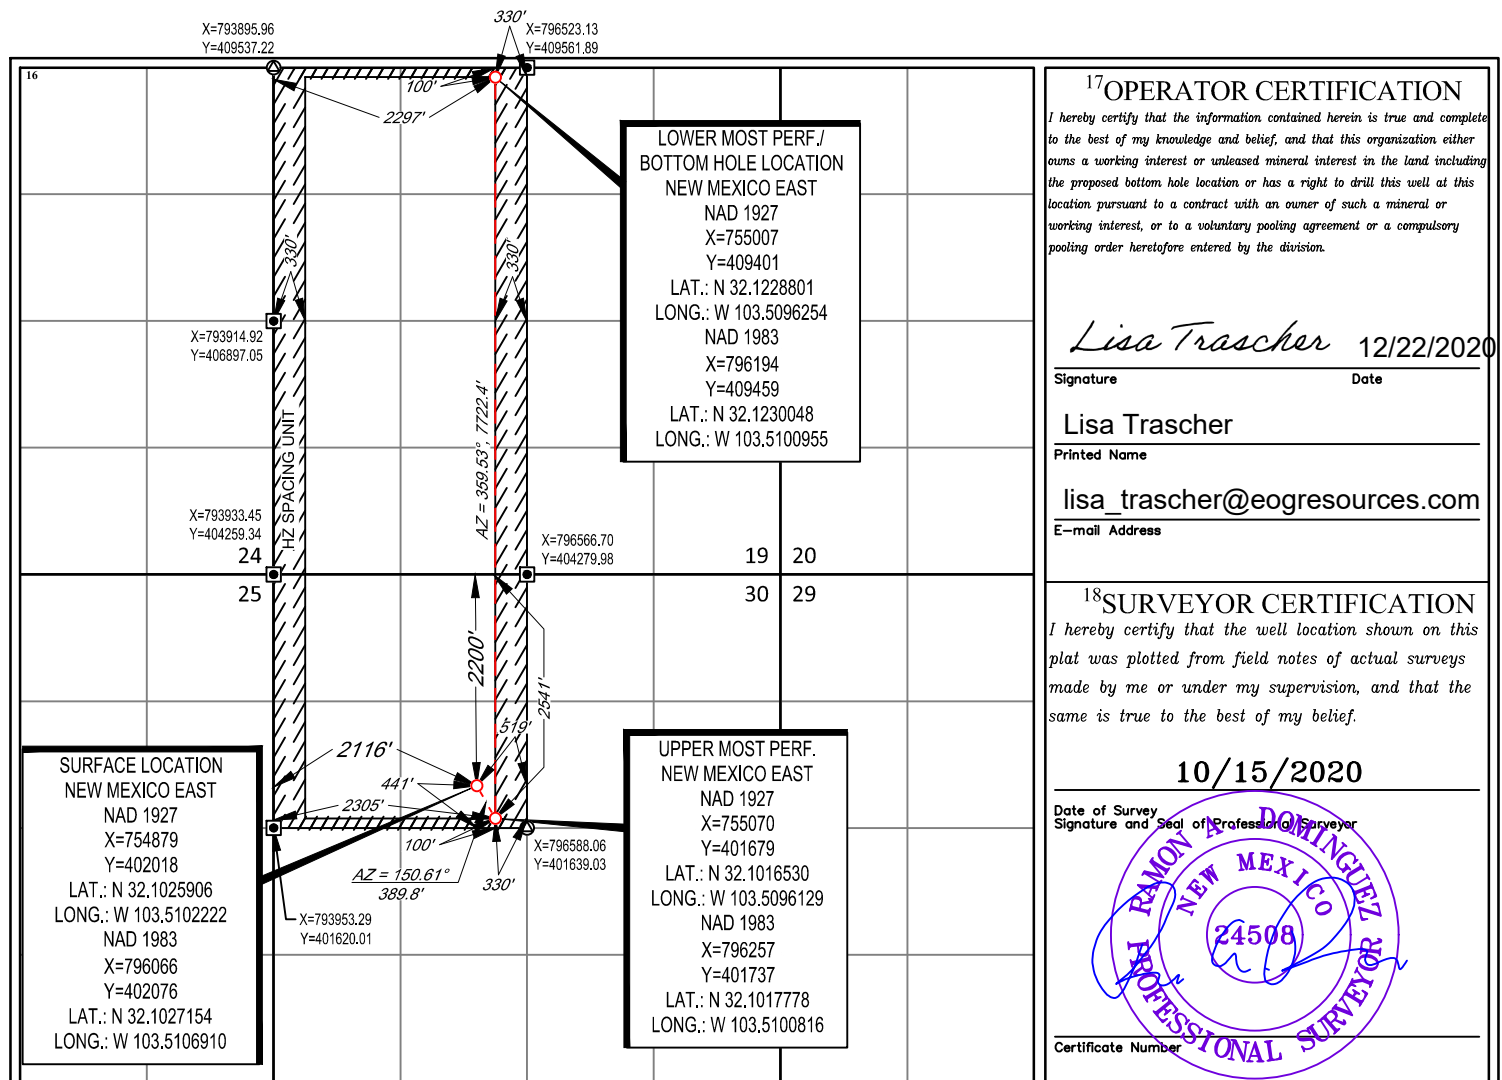 X=793895.96
Y=409537.22
330'
X=796523.13
Y=409561.89
16
100'
2297'
LOWER MOST PERF./
BOTTOM HOLE LOCATION
NEW MEXICO EAST
NAD 1927
X=755007
Y=409401
LAT.: N 32.1228801
LONG.: W 103.5096254
NAD 1983
X=796194
Y=409459
LAT.: N 32.1230048
LONG.: W 103.5100955
330'
330'
X=793914.92
Y=406897.05
HZ SPACING UNIT
AZ = 359.53°, 7722.4'
X=793933.45
Y=404259.34
X=796566.70
Y=404279.98
24
19 20
25
30 29
2200'
2541'
519'
2116'
441'
2305'
100'
330'
AZ = 150.61°
389.8'
X=796588.06
Y=401639.03
X=793953.29
Y=401620.01
SURFACE LOCATION
NEW MEXICO EAST
NAD 1927
X=754879
Y=402018
LAT.: N 32.1025906
LONG.: W 103.5102222
NAD 1983
X=796066
Y=402076
LAT.: N 32.1027154
LONG.: W 103.5106910
UPPER MOST PERF.
NEW MEXICO EAST
NAD 1927
X=755070
Y=401679
LAT.: N 32.1016530
LONG.: W 103.5096129
NAD 1983
X=796257
Y=401737
LAT.: N 32.1017778
LONG.: W 103.5100816
17OPERATOR CERTIFICATION
I hereby certify that the information contained herein is true and complete
to the best of my knowledge and belief, and that this organization either
owns a working interest or unleased mineral interest in the land including
the proposed bottom hole location or has a right to drill this well at this
location pursuant to a contract with an owner of such a mineral or
working interest, or to a voluntary pooling agreement or a compulsory
pooling order heretofore entered by the division.
Lisa Trascher 12/22/2020
Signature Date
Lisa Trascher
Printed Name
lisa_trascher@eogresources.com
E-mail Address
18SURVEYOR CERTIFICATION
I hereby certify that the well location shown on this
plat was plotted from field notes of actual surveys
made by me or under my supervision, and that the
same is true to the best of my belief.
10/15/2020
Date of Survey
Signature and Seal of Professional Surveyor
RAMON A. DOMINGUEZ
NEW MEXICO
24508
PROFESSIONAL SURVEYOR
Certificate Number